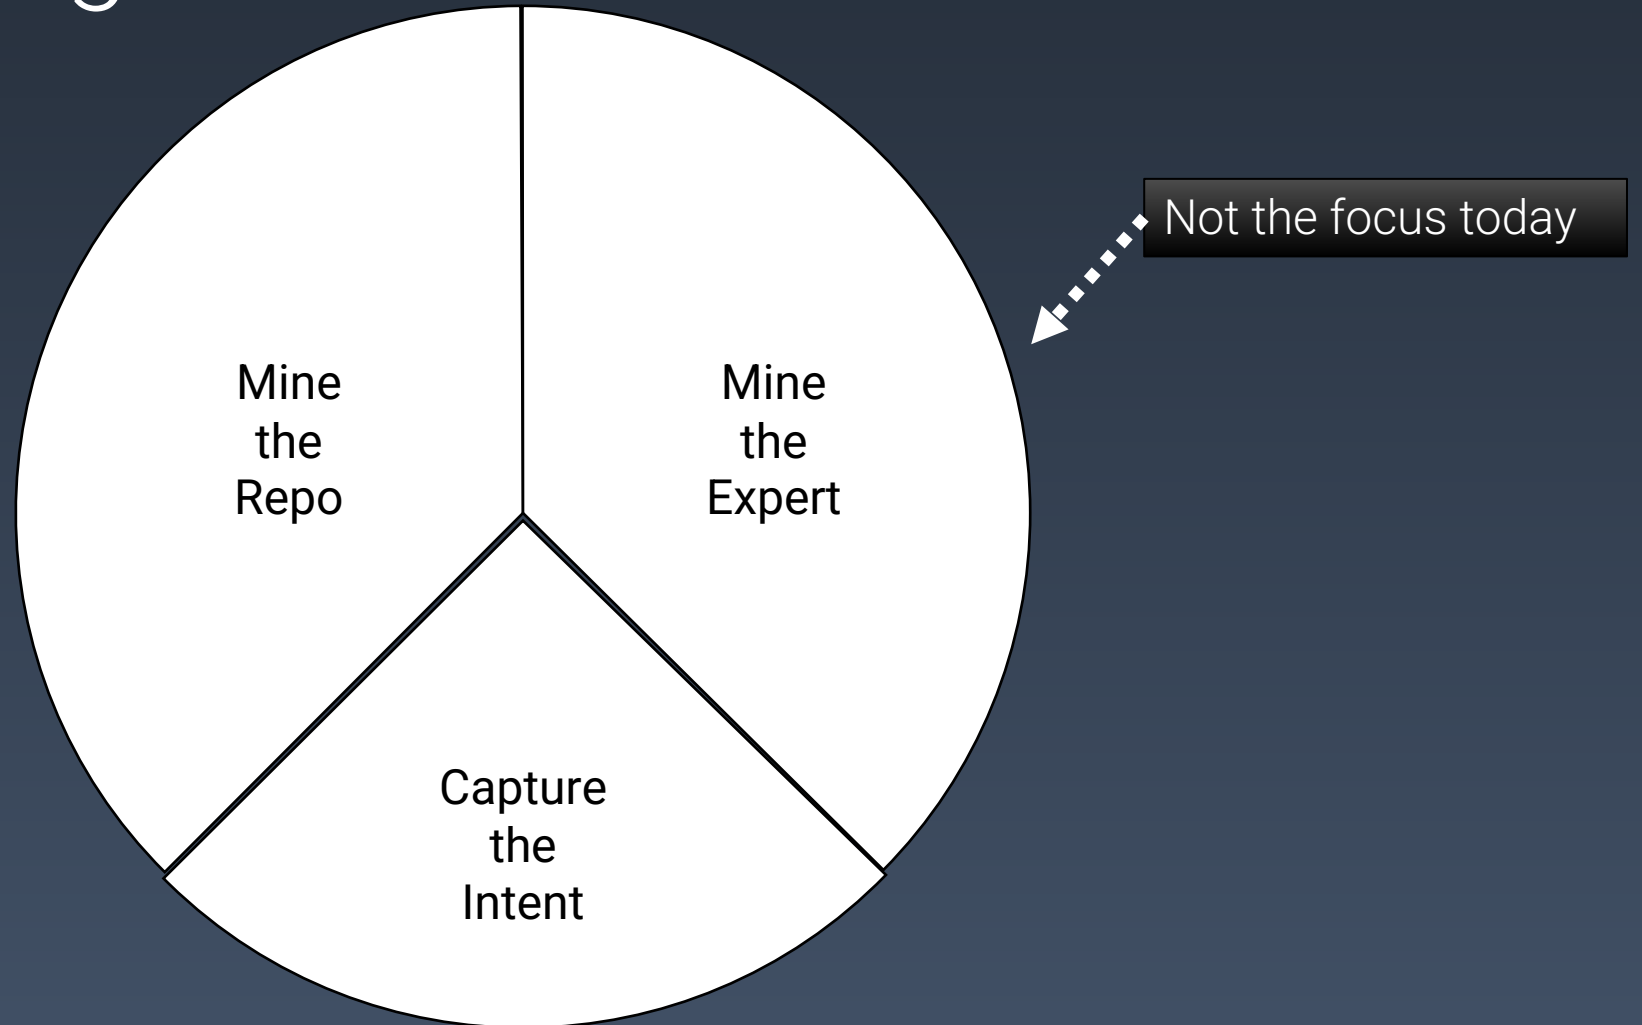 Mine
the
Repo
Mine
the
Expert
Not the focus today
Capture
the
Intent